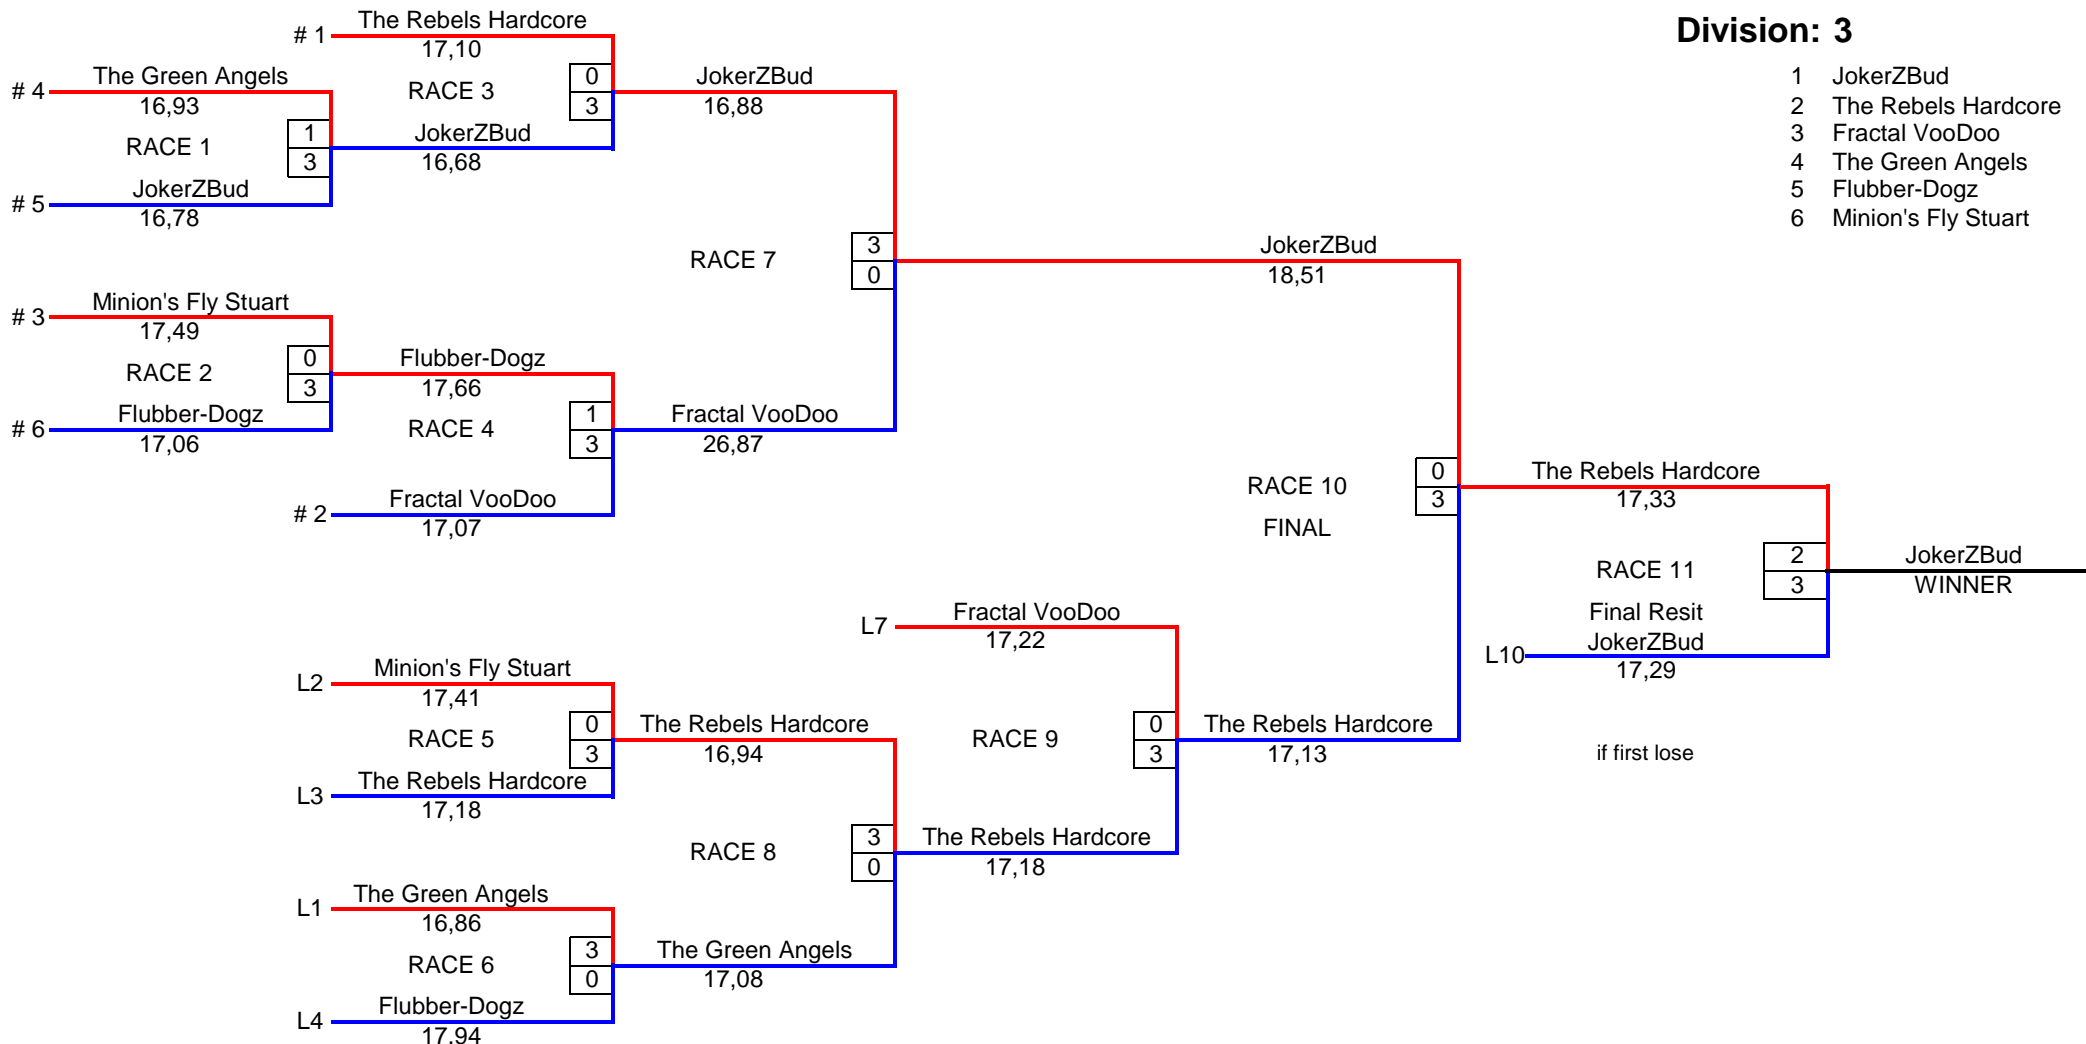 Division: 3
1 JokerZBud
2 The Rebels Hardcore
3 Fractal VooDoo
4 The Green Angels
5 Flubber-Dogz
6 Minion's Fly Stuart
# 1 The Rebels Hardcore
17,10
# 4 The Green Angels
16,93
RACE 1
1
3
# 5 JokerZBud
16,78
RACE 3
0
3
JokerZBud
16,68
JokerZBud
16,88
# 3 Minion's Fly Stuart
17,49
RACE 2
0
3
# 6 Flubber-Dogz
17,06
Flubber-Dogz
17,66
RACE 4
1
3
# 2 Fractal VooDoo
17,07
Fractal VooDoo
26,87
RACE 7
3
0
JokerZBud
18,51
RACE 10
FINAL
0
3
The Rebels Hardcore
17,33
RACE 11
Final Resit
2
3
L10 JokerZBud
17,29
if first lose
JokerZBud
WINNER
L7 Fractal VooDoo
17,22
RACE 9
0
3
The Rebels Hardcore
17,13
L2 Minion's Fly Stuart
17,41
RACE 5
0
3
L3 The Rebels Hardcore
17,18
The Rebels Hardcore
16,94
RACE 8
3
0
The Rebels Hardcore
17,18
L1 The Green Angels
16,86
RACE 6
3
0
L4 Flubber-Dogz
17,94
The Green Angels
17,08